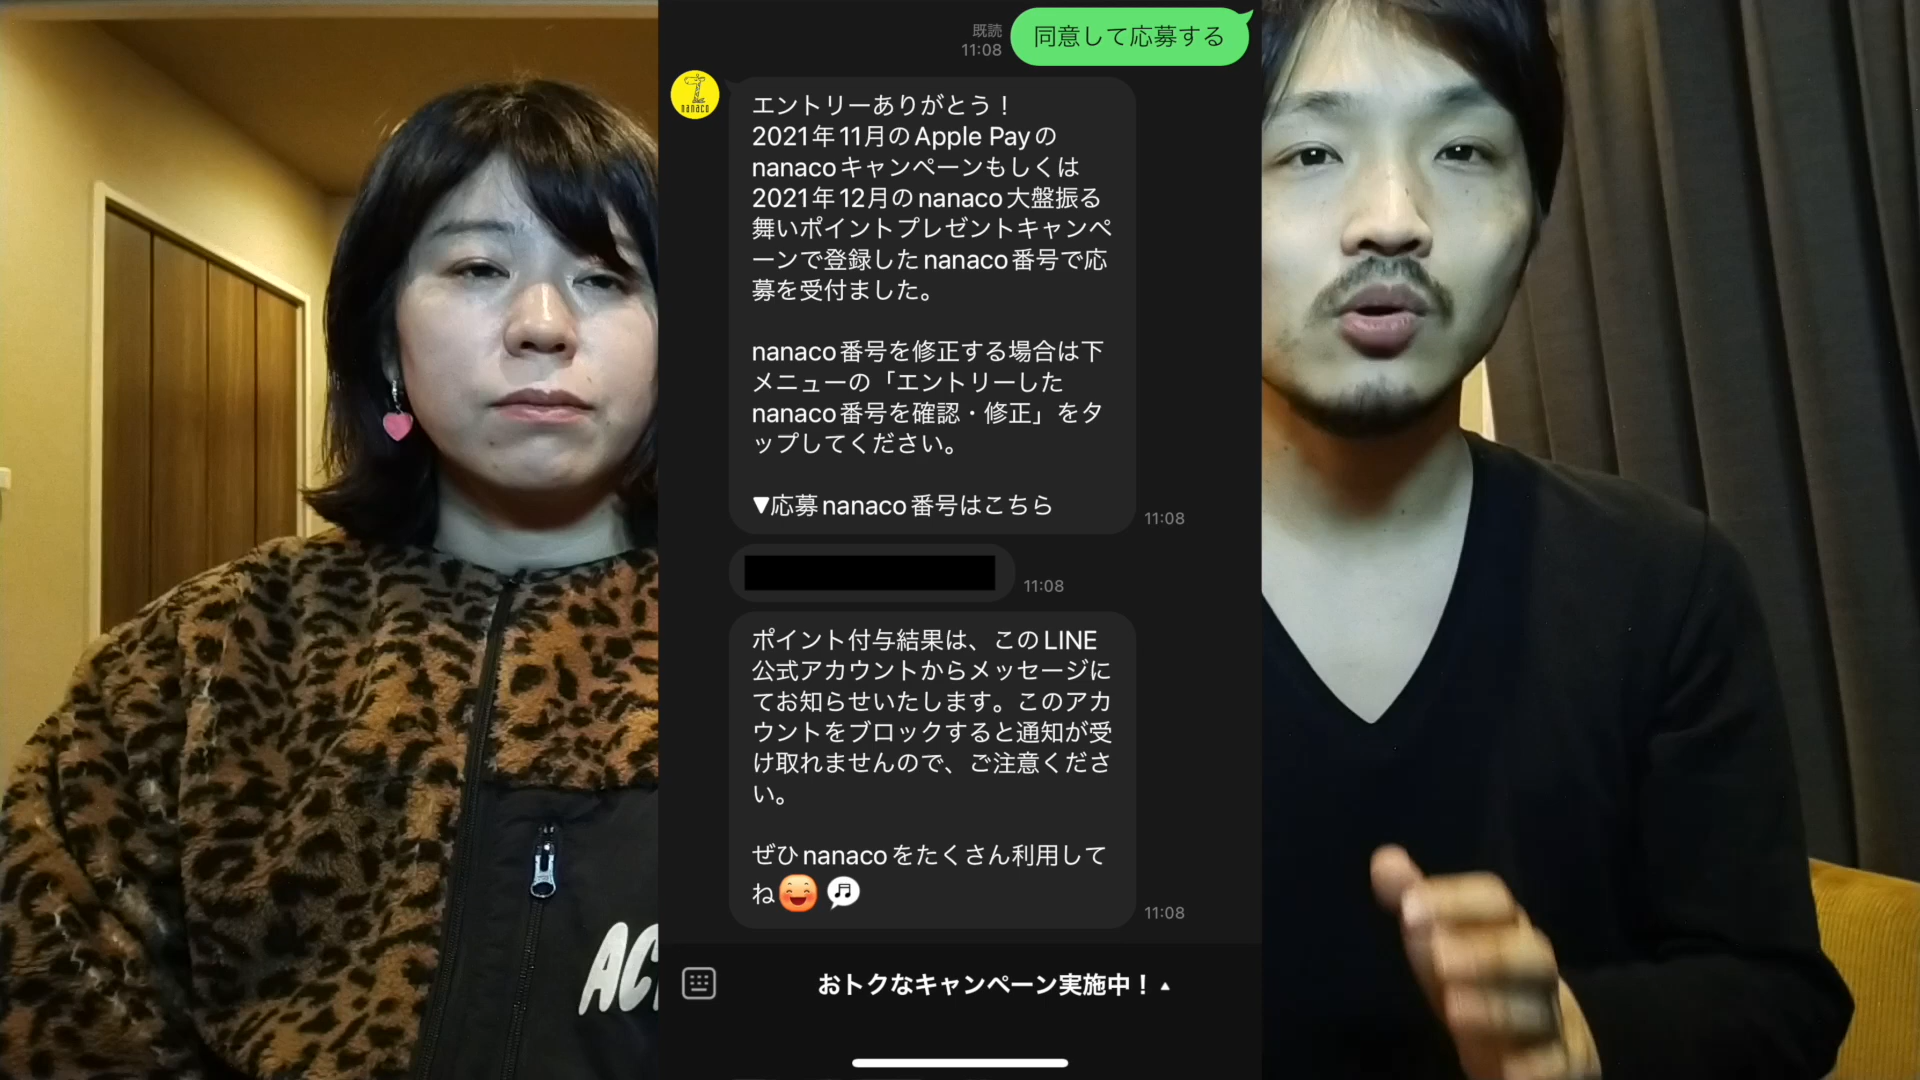 同意して応募する
既読
11:08
nanaco
エントリーありがとう！
2021年11月のApple Payの
nanacoキャンペーンもしくは
2021年12月のnanaco大盤振る
舞いポイントプレゼントキャンペ
ーンで登録したnanaco番号で応
募を受付ました。
nanaco番号を修正する場合は下
メニューの「エントリーした
nanaco番号を確認・修正」をタ
ップしてください。
▼応募nanaco番号はこちら
11:08
11:08
ポイント付与結果は、このLINE
公式アカウントからメッセージに
てお知らせいたします。このアカ
ウントをブロックすると通知が受
け取れませんので、ご注意くださ
い。
ぜひnanacoをたくさん利用して
ね
11:08
おトクなキャンペーン実施中！▲